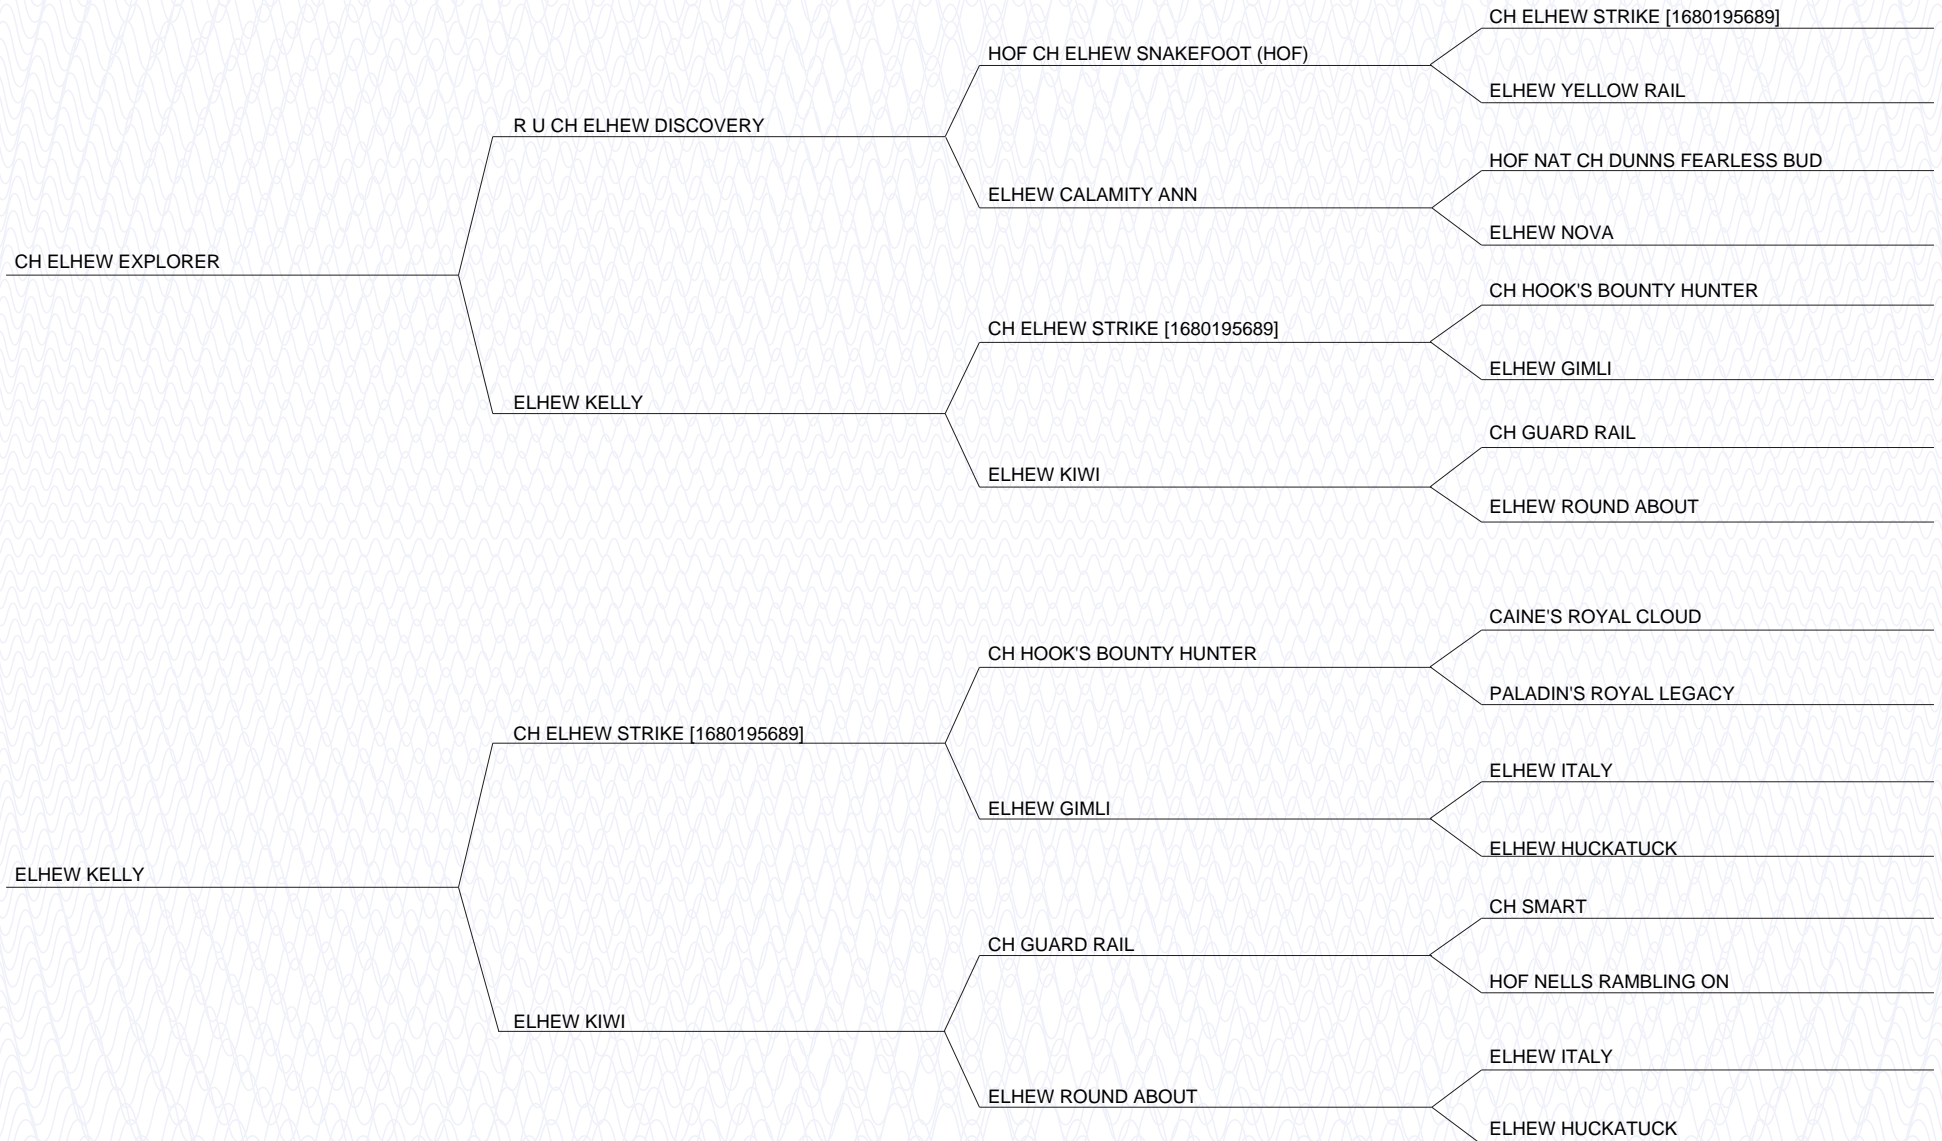 CH ELHEW STRIKE [1680195689]
HOF CH ELHEW SNAKEFOOT (HOF)
ELHEW YELLOW RAIL
R U CH ELHEW DISCOVERY
HOF NAT CH DUNNS FEARLESS BUD
ELHEW CALAMITY ANN
ELHEW NOVA
CH ELHEW EXPLORER
CH HOOK'S BOUNTY HUNTER
CH ELHEW STRIKE [1680195689]
ELHEW GIMLI
ELHEW KELLY
CH GUARD RAIL
ELHEW KIWI
ELHEW ROUND ABOUT
CAINE'S ROYAL CLOUD
CH HOOK'S BOUNTY HUNTER
PALADIN'S ROYAL LEGACY
CH ELHEW STRIKE [1680195689]
ELHEW ITALY
ELHEW GIMLI
ELHEW HUCKATUCK
ELHEW KELLY
CH SMART
CH GUARD RAIL
HOF NELLS RAMBLING ON
ELHEW KIWI
ELHEW ITALY
ELHEW ROUND ABOUT
ELHEW HUCKATUCK